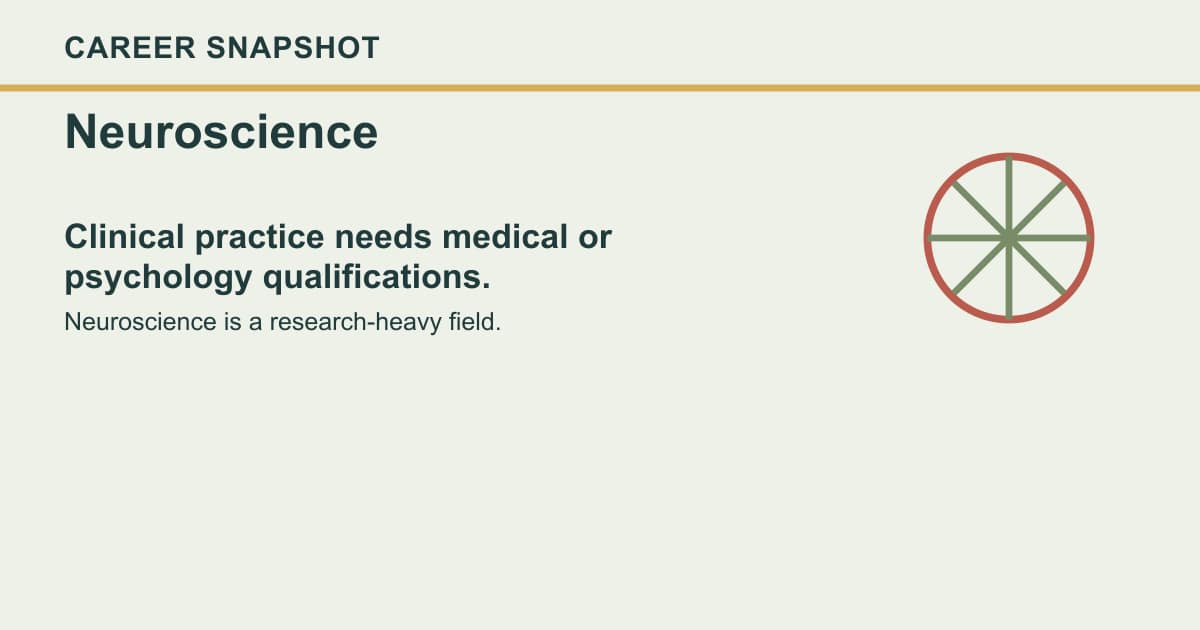 CAREER SNAPSHOT
Neuroscience
Clinical practice needs medical or
psychology qualifications.
Neuroscience is a research-heavy field.